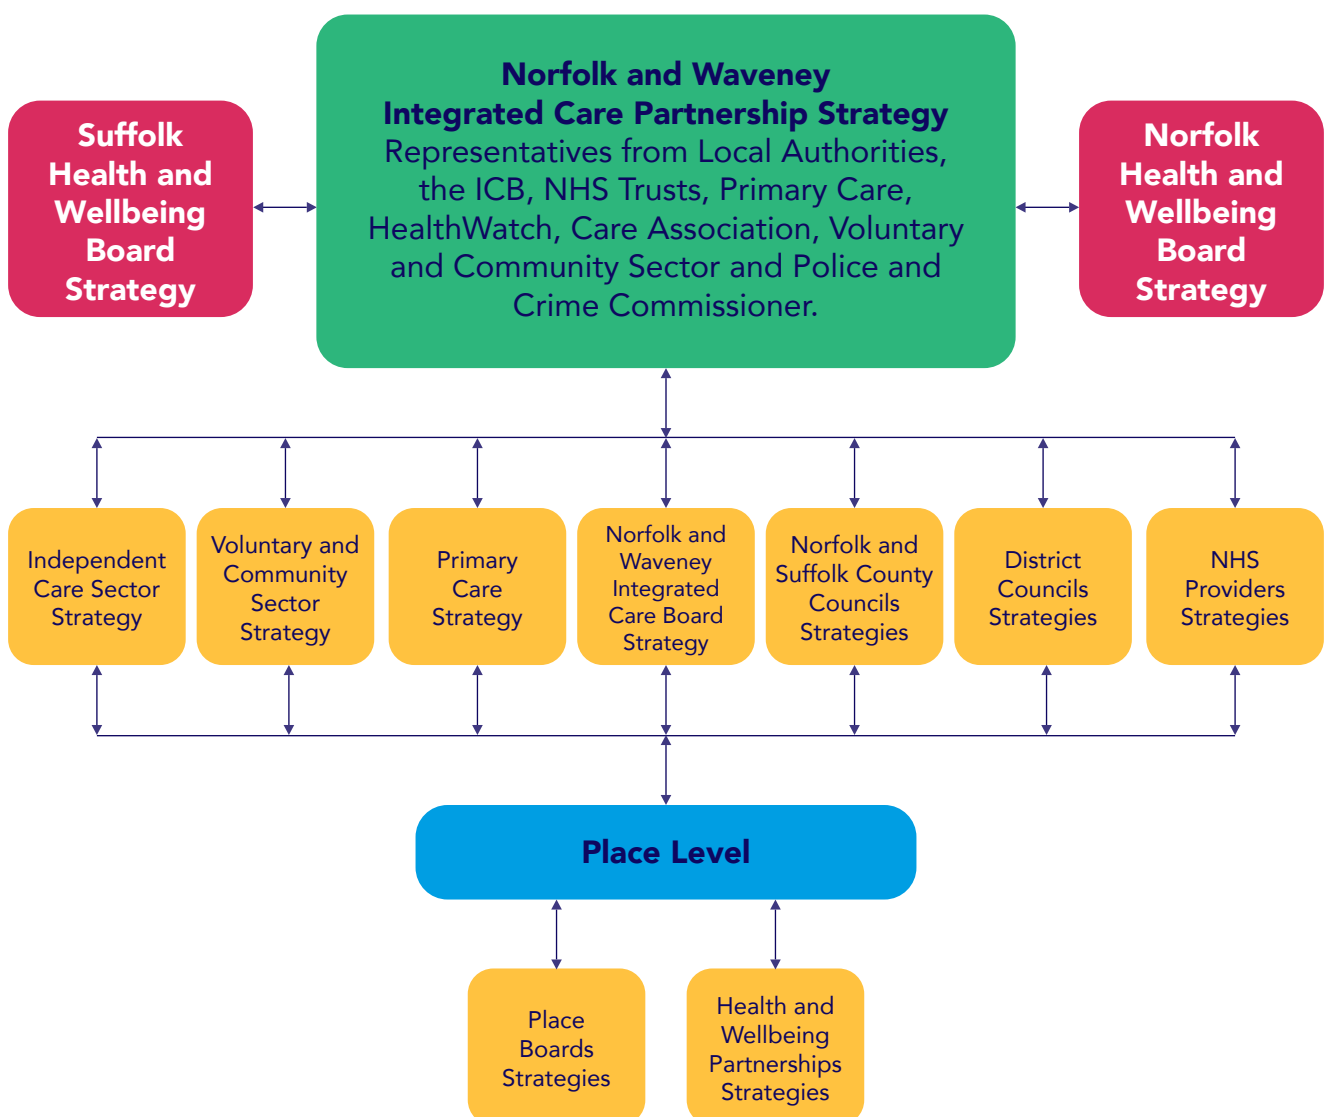 Norfolk and Waveney
Integrated Care Partnership Strategy
Representatives from Local Authorities,
the ICB, NHS Trusts, Primary Care,
HealthWatch, Care Association, Voluntary
and Community Sector and Police and
Crime Commissioner.
Suffolk
Health and
Wellbeing
Board
Strategy
Norfolk
Health and
Wellbeing
Board
Strategy
Independent
Care Sector
Strategy
Voluntary and
Community
Sector
Strategy
Primary
Care
Strategy
Norfolk and
Waveney
Integrated
Care Board
Strategy
Norfolk and
Suffolk County
Councils
Strategies
District
Councils
Strategies
NHS
Providers
Strategies
Place Level
Place
Boards
Strategies
Health and
Wellbeing
Partnerships
Strategies